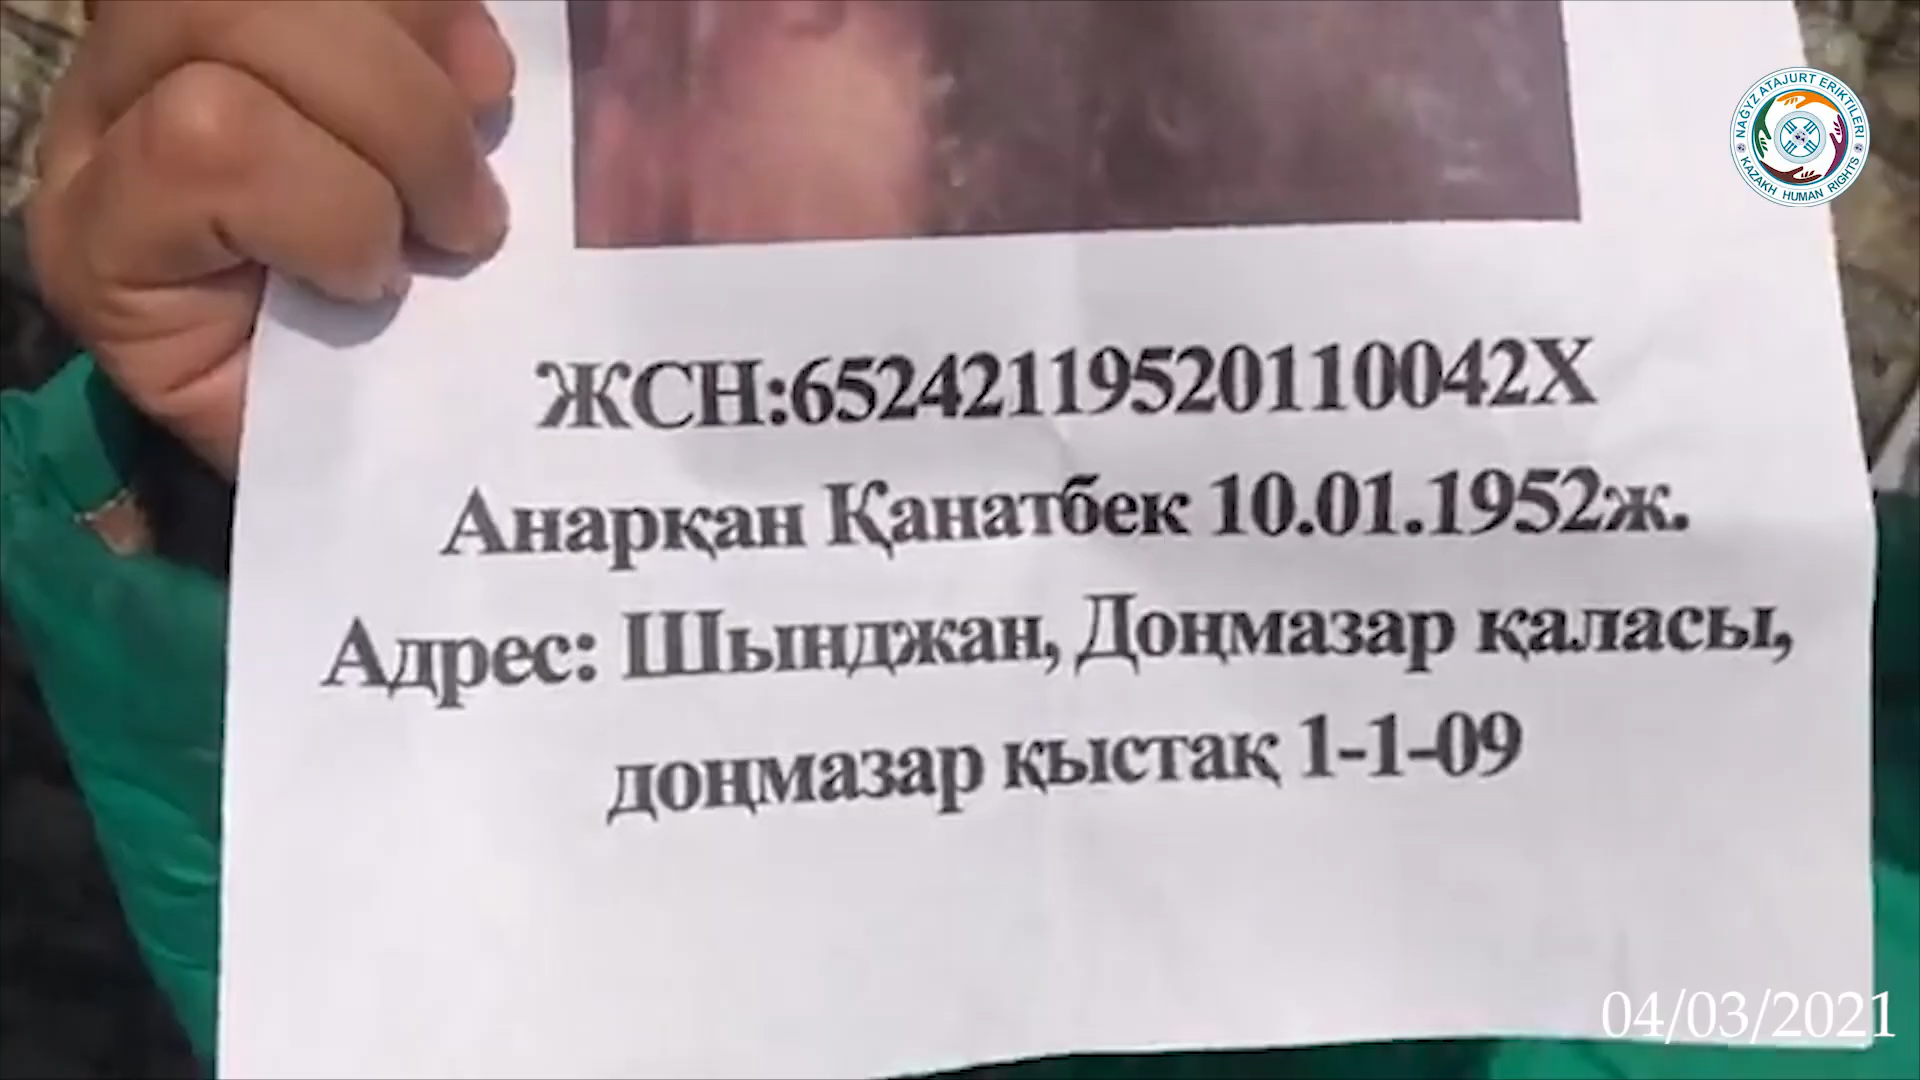 NAĞYZ ATAJURT ERIKTILERI
KAZAKH HUMAN RIGHTS
ЖСН:65242119520110042X
Анарқан Қанатбек 10.01.1952ж.
Адрес: Шынджан, Доңмазар қаласы,
доңмазар қыстақ 1-1-09
04/03/2021